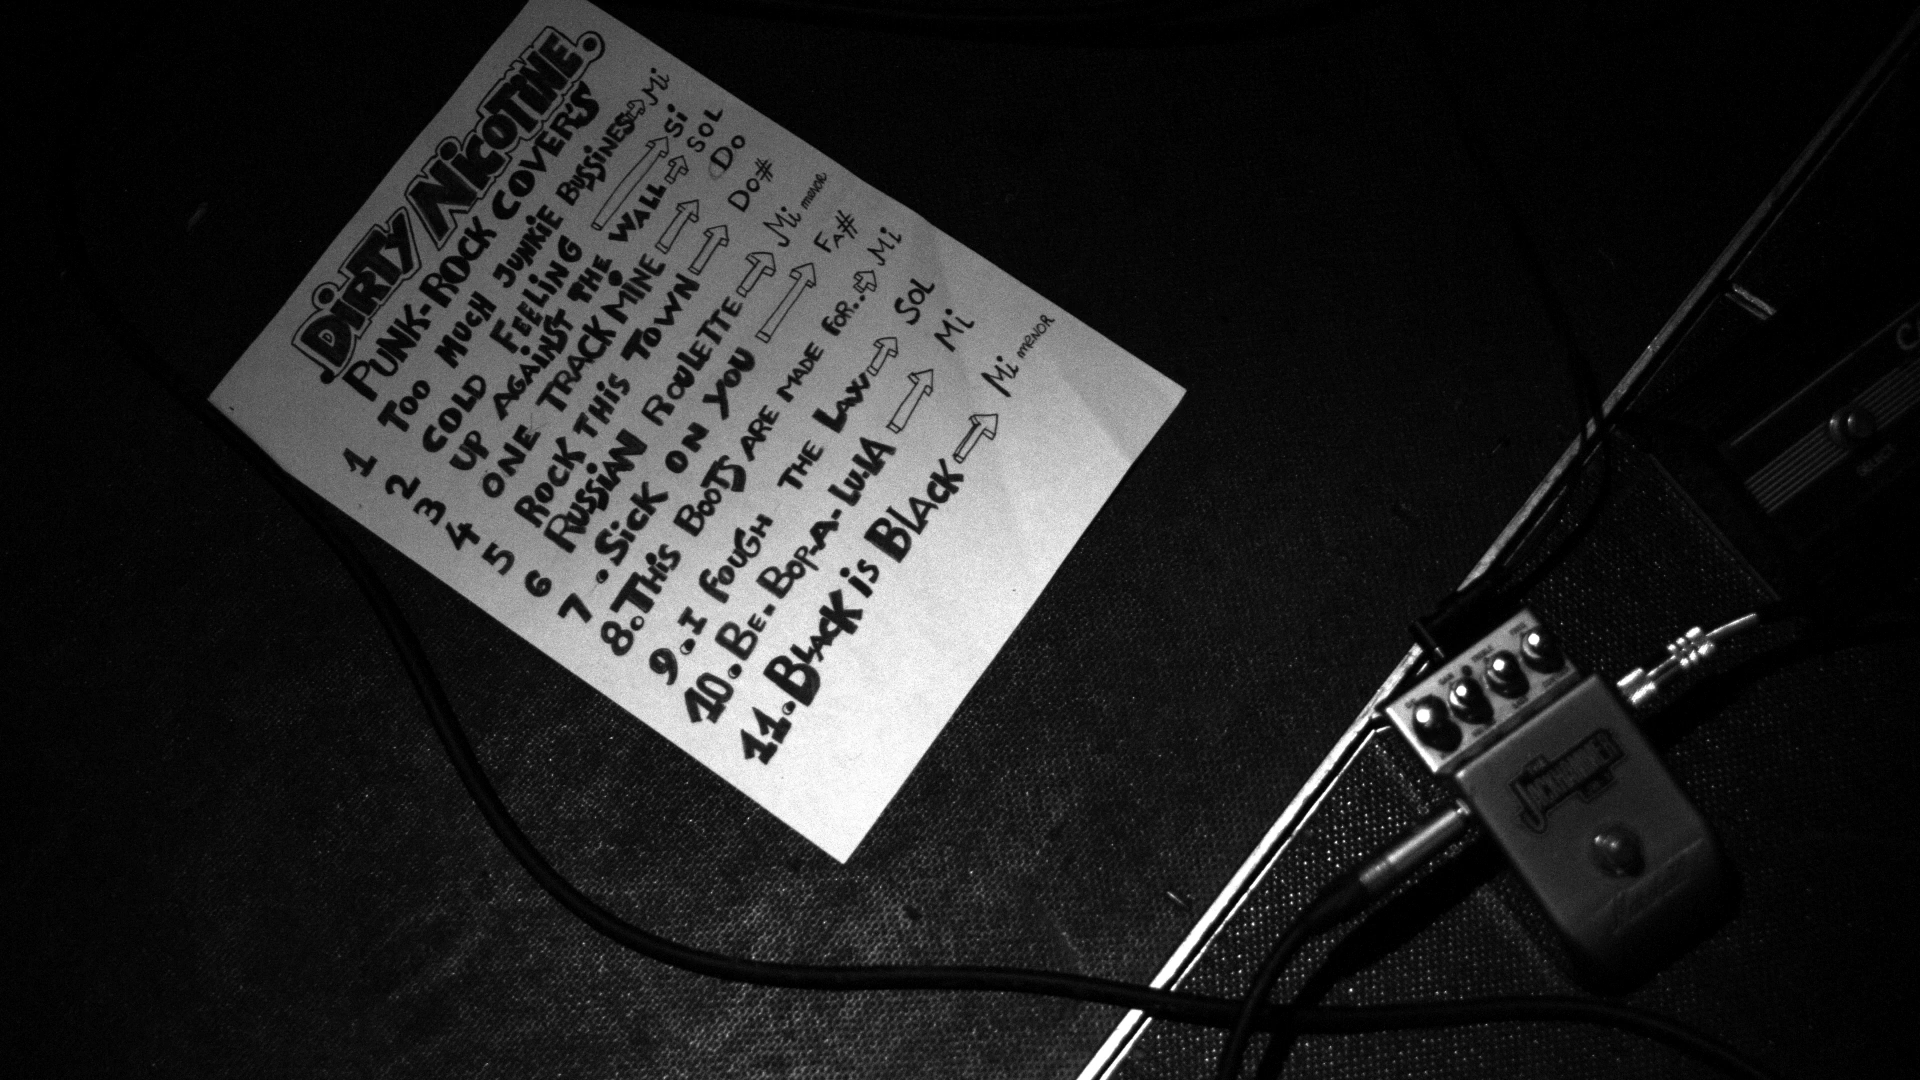 DIRTY NICOTINE.
PUNK-ROCK COVER'S
1 TOO MUCH JUNKIE BUSSINES ⇨ Mi
2 COLD FEELING ⇨ Si
3 UP AGAINST THE WALL ⇨ SOL
4 ONE TRACK MINE ⇨ DO
5 ROCK THIS TOWN ⇨ DO#
6 RUSSIAN ROULETTE ⇨ Mi menor
7. SicK ON YOU ⇨ FA#
8. THiS BOOTS ARE MADE FOR.. ⇨ Mi
9. I FOUGH THE LAW ⇨ SOL
10. BE-BOP-A-LULA ⇨ Mi
11. BLACK is BLACK ⇨ Mi menor
JACKHAMMER
Marshall